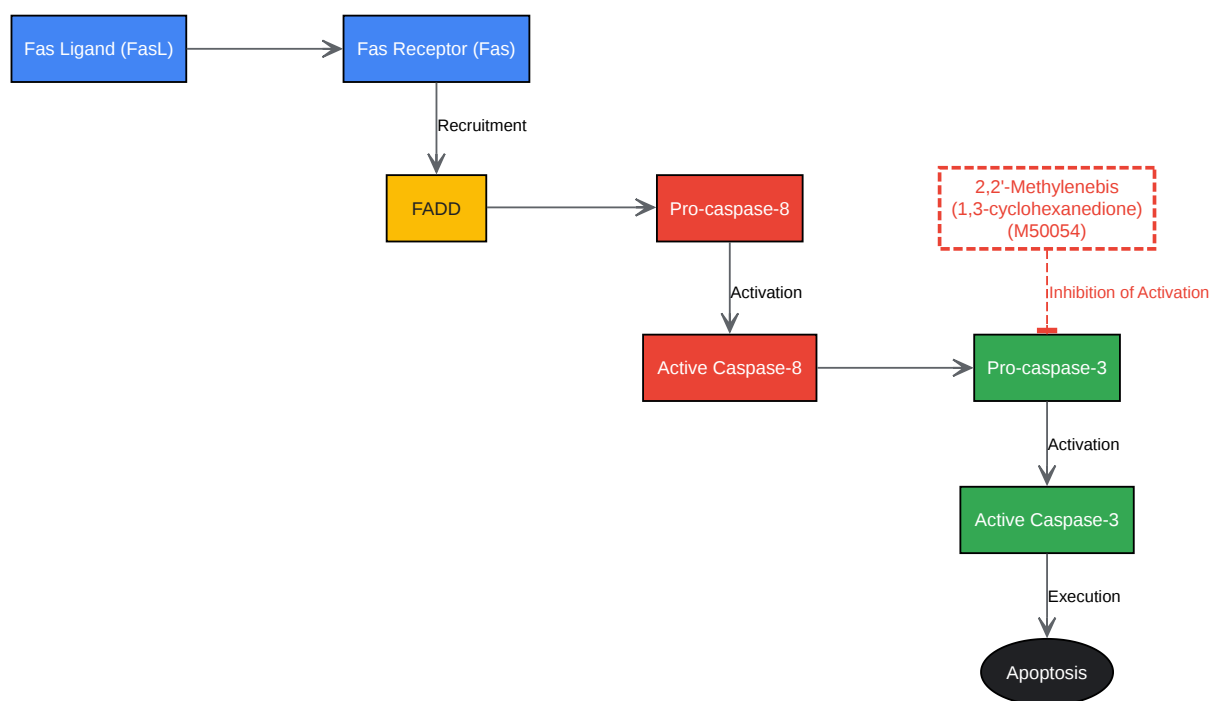 Fas Ligand (FasL)
Fas Receptor (Fas)
Recruitment
FADD
Pro-caspase-8
2,2'-Methylenebis
(1,3-cyclohexanedione)
(M50054)
Activation
Inhibition of Activation
Active Caspase-8
Pro-caspase-3
Activation
Active Caspase-3
Execution
Apoptosis